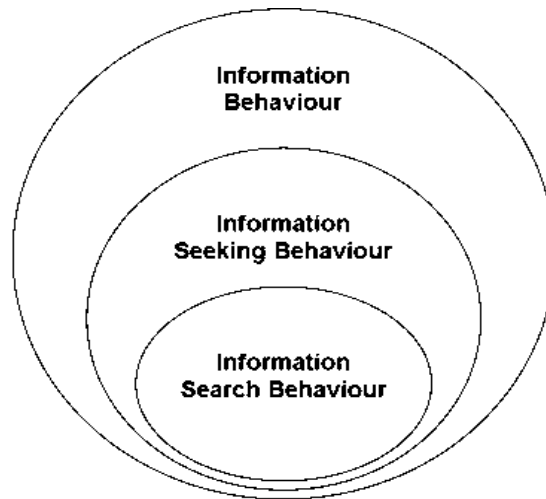 Information
Behaviour
Information
Seeking Behaviour
Information
Search Behaviour